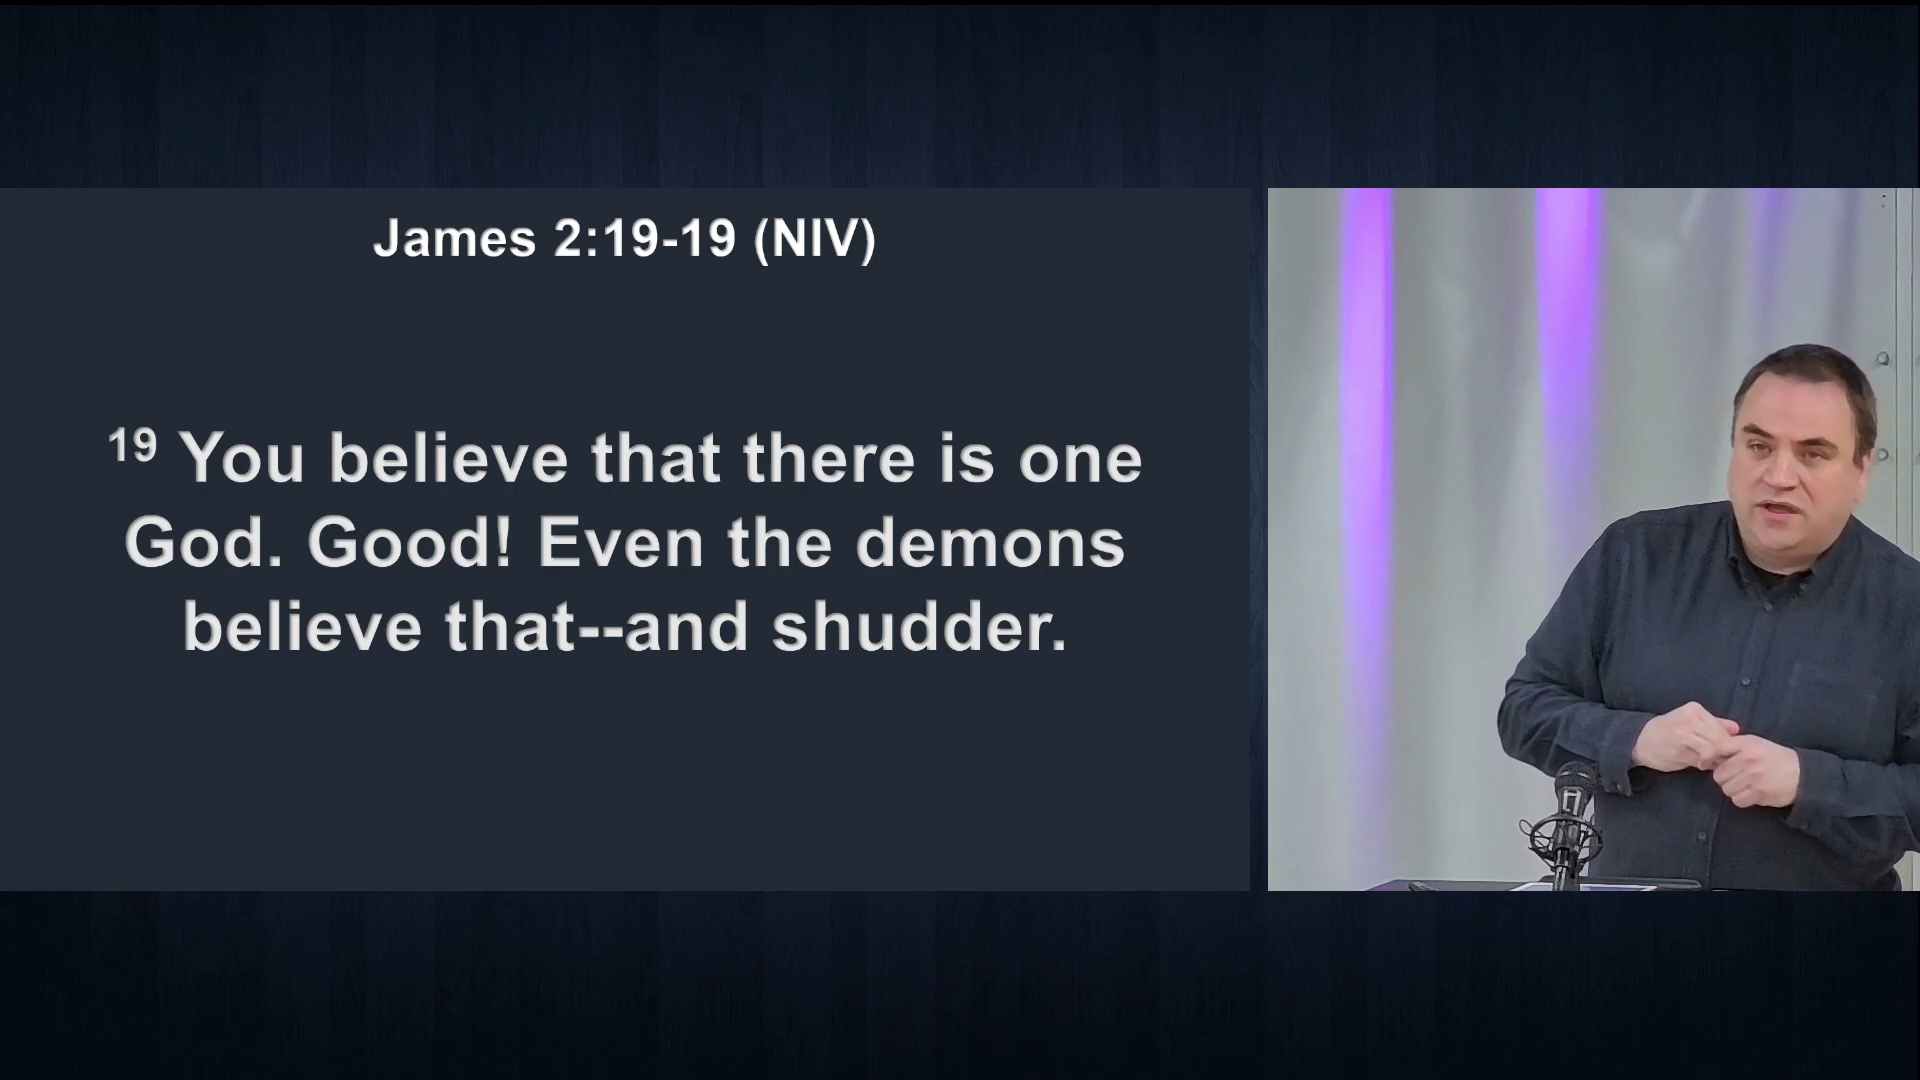 James 2:19-19 (NIV)
19 You believe that there is one
God. Good! Even the demons
believe that--and shudder.